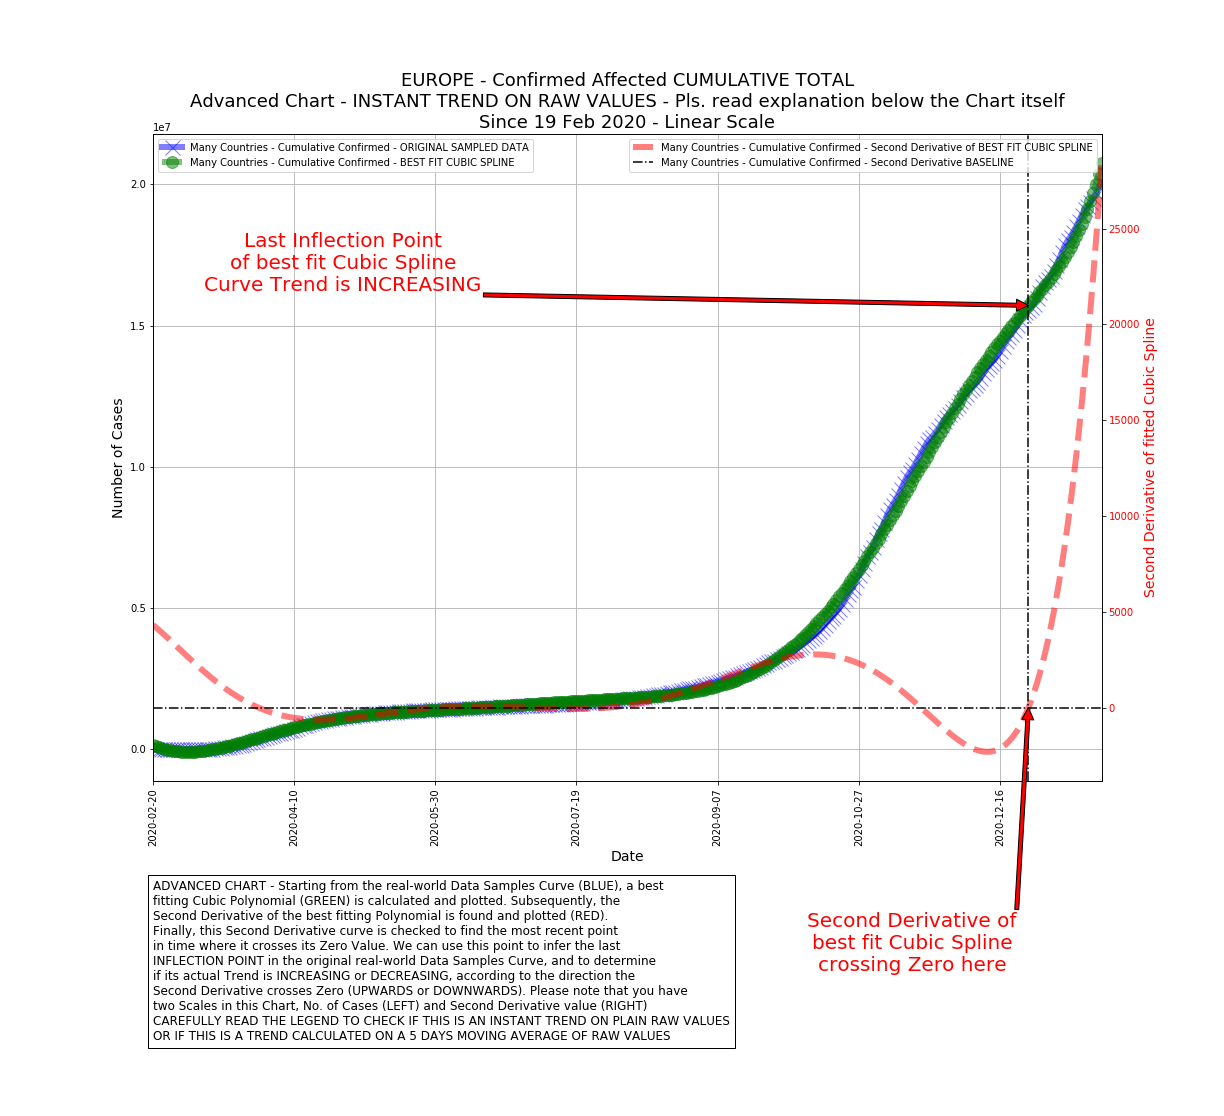 EUROPE - Confirmed Affected CUMULATIVE TOTAL
Advanced Chart - INSTANT TREND ON RAW VALUES - Pls. read explanation below the Chart itself
Since 19 Feb 2020 - Linear Scale
1e7
Many Countries - Cumulative Confirmed - ORIGINAL SAMPLED DATA
Many Countries - Cumulative Confirmed - BEST FIT CUBIC SPLINE
Many Countries - Cumulative Confirmed - Second Derivative of BEST FIT CUBIC SPLINE
Many Countries - Cumulative Confirmed - Second Derivative BASELINE
Last Inflection Point
of best fit Cubic Spline
Curve Trend is INCREASING
Number of Cases
2.0
1.5
1.0
0.5
0.0
25000
20000
15000
10000
5000
0
Second Derivative of fitted Cubic Spline
2020-02-20
2020-04-10
2020-05-30
2020-07-19
2020-09-07
2020-10-27
2020-12-16
Date
ADVANCED CHART - Starting from the real-world Data Samples Curve (BLUE), a best
fitting Cubic Polynomial (GREEN) is calculated and plotted. Subsequently, the
Second Derivative of the best fitting Polynomial is found and plotted (RED).
Finally, this Second Derivative curve is checked to find the most recent point
in time where it crosses its Zero Value. We can use this point to infer the last
INFLECTION POINT in the original real-world Data Samples Curve, and to determine
if its actual Trend is INCREASING or DECREASING, according to the direction the
Second Derivative crosses Zero (UPWARDS or DOWNWARDS). Please note that you have
two Scales in this Chart, No. of Cases (LEFT) and Second Derivative value (RIGHT)
CAREFULLY READ THE LEGEND TO CHECK IF THIS IS AN INSTANT TREND ON PLAIN RAW VALUES
OR IF THIS IS A TREND CALCULATED ON A 5 DAYS MOVING AVERAGE OF RAW VALUES
Second Derivative of
best fit Cubic Spline
crossing Zero here